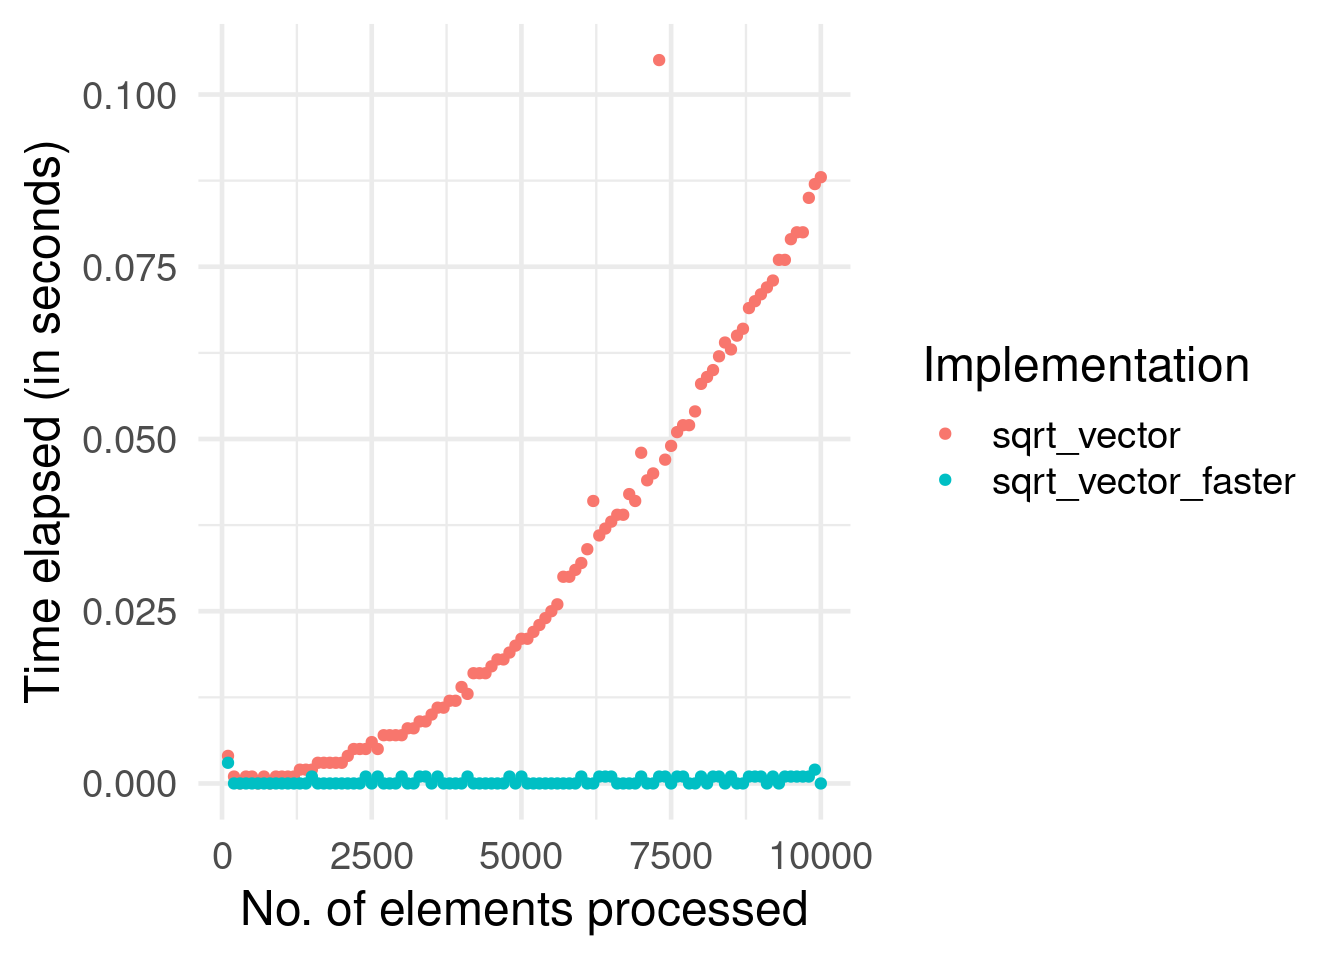 Time elapsed (in seconds)
0.100
0.075
0.050
0.025
0.000
0 2500 5000 7500 10000
No. of elements processed
Implementation
sqrt_vector
sqrt_vector_faster